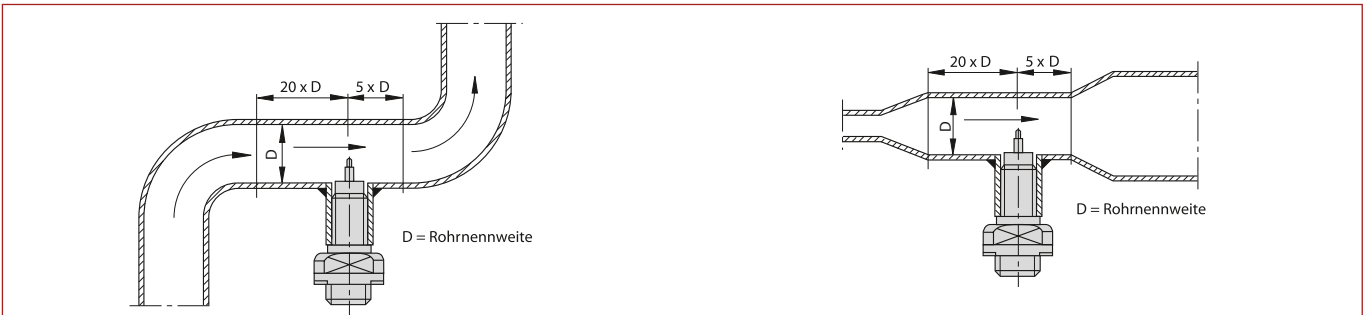 20 x D
5 x D
D
D = Rohrnennweite
20 x D
5 x D
D
D = Rohrnennweite